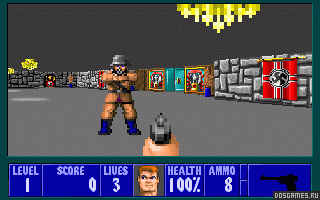 LEVEL SCORE LIVES HEALTH AMMO
1 0 3 100% 8
DOSGAMES.RU